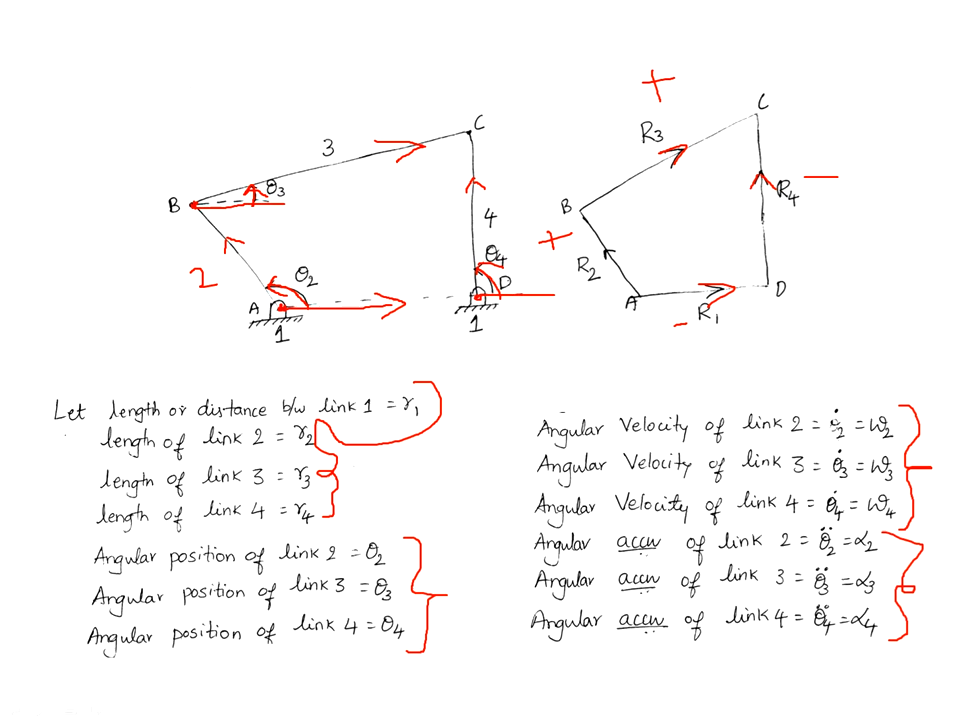 3
C
θ3
B
4
θ2
θ4
2
D
A
1
1
+
C
R3
R4
−
B
+
R2
A
D
− R1
Let length or distance b/w link 1 = r1
length of link 2 = r2
length of link 3 = r3
length of link 4 = r4
Angular position of link 2 = θ2
Angular position of link 3 = θ3
Angular position of link 4 = θ4
Angular Velocity of link 2 = θ̇2 = ω2
Angular Velocity of link 3 = θ̇3 = ω3
Angular Velocity of link 4 = θ̇4 = ω4
Angular accn of link 2 = θ̈2 = α2
Angular accn of link 3 = θ̈3 = α3
Angular accn of link 4 = θ̈4 = α4